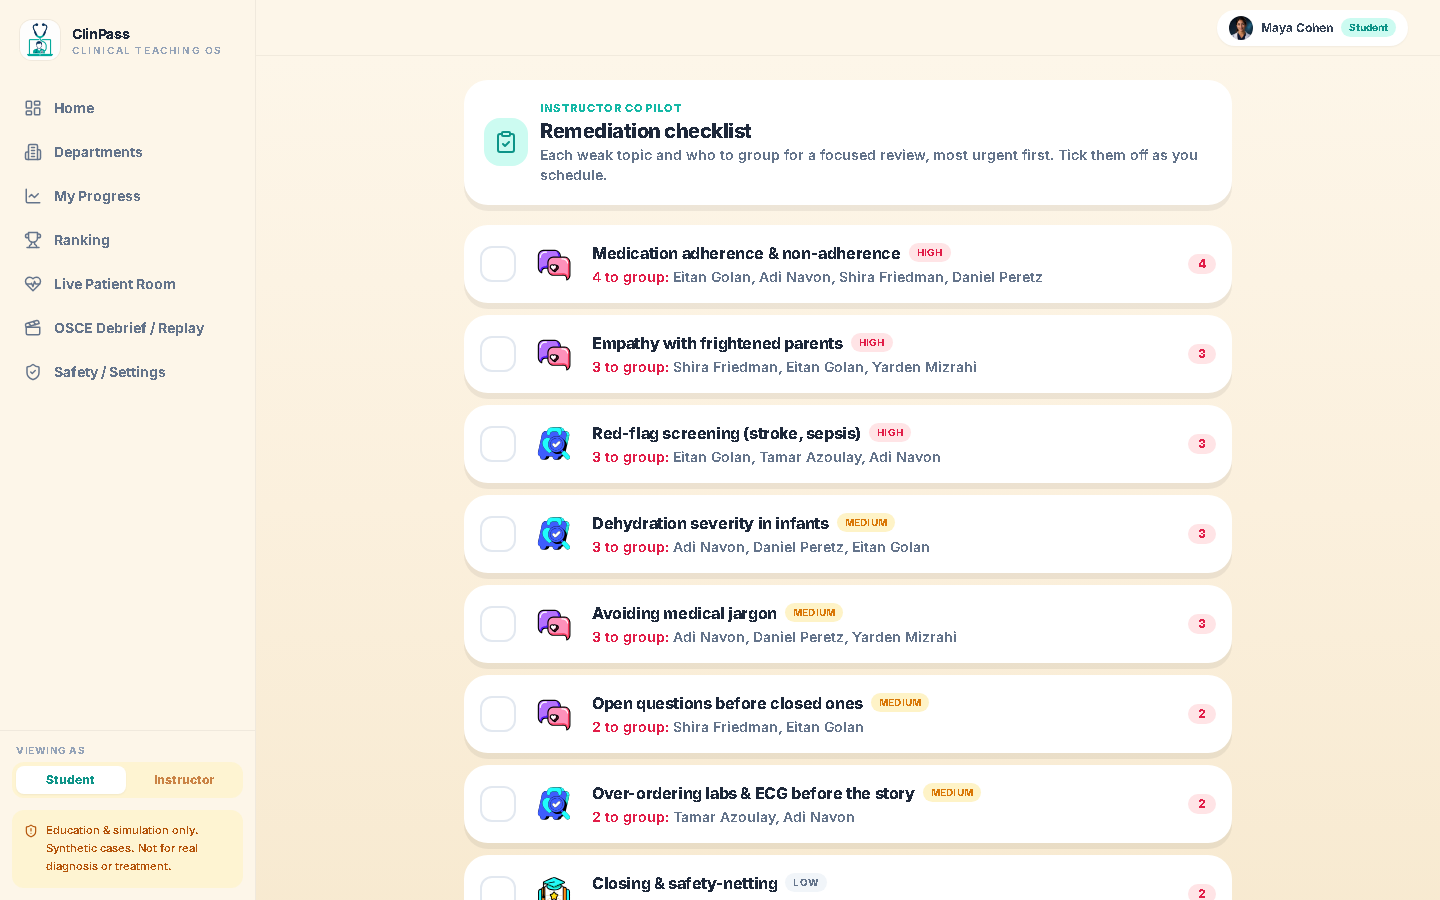 ClinPass
CLINICAL TEACHING OS
Home
Departments
My Progress
Ranking
Live Patient Room
OSCE Debrief / Replay
Safety / Settings
VIEWING AS
Student
Instructor
Education & simulation only.
Synthetic cases. Not for real
diagnosis or treatment.
Maya Cohen
Student
INSTRUCTOR COPILOT
Remediation checklist
Each weak topic and who to group for a focused review, most urgent first. Tick them off as you
schedule.
Medication adherence & non-adherence HIGH
4 to group: Eitan Golan, Adi Navon, Shira Friedman, Daniel Peretz
4
Empathy with frightened parents HIGH
3 to group: Shira Friedman, Eitan Golan, Yarden Mizrahi
3
Red-flag screening (stroke, sepsis) HIGH
3 to group: Eitan Golan, Tamar Azoulay, Adi Navon
3
Dehydration severity in infants MEDIUM
3 to group: Adi Navon, Daniel Peretz, Eitan Golan
3
Avoiding medical jargon MEDIUM
3 to group: Adi Navon, Daniel Peretz, Yarden Mizrahi
3
Open questions before closed ones MEDIUM
2 to group: Shira Friedman, Eitan Golan
2
Over-ordering labs & ECG before the story MEDIUM
2 to group: Tamar Azoulay, Adi Navon
2
Closing & safety-netting LOW
2